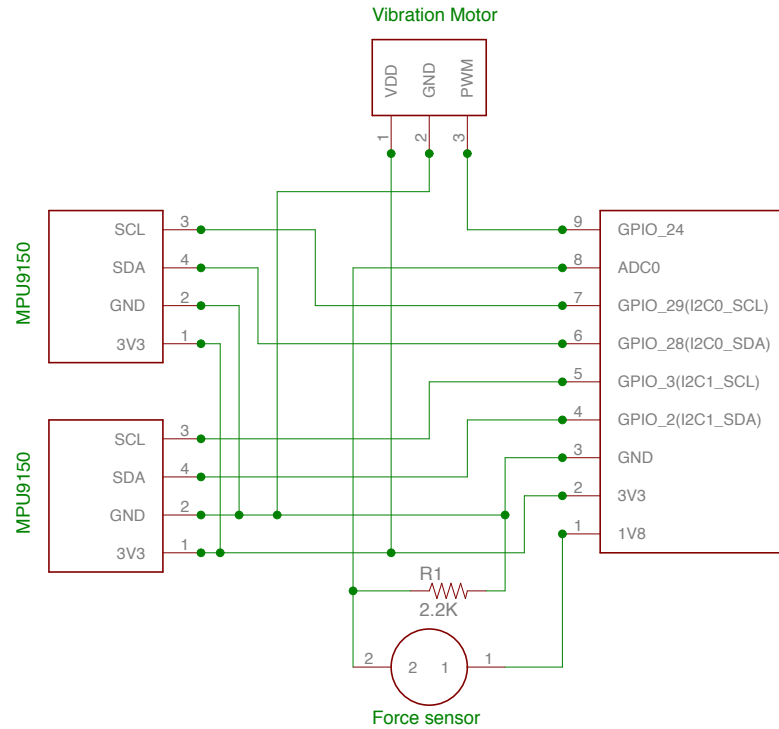 Vibration Motor
VDD
GND
PWM
1
2
3
MPU9150
SCL
3
SDA
4
GND
2
3V3
1
MPU9150
SCL
3
SDA
4
GND
2
3V3
1
9
GPIO_24
8
ADC0
7
GPIO_29(I2C0_SCL)
6
GPIO_28(I2C0_SDA)
5
GPIO_3(I2C1_SCL)
4
GPIO_2(I2C1_SDA)
3
GND
2
3V3
1
1V8
R1
2.2K
2
2
1
1
Force sensor